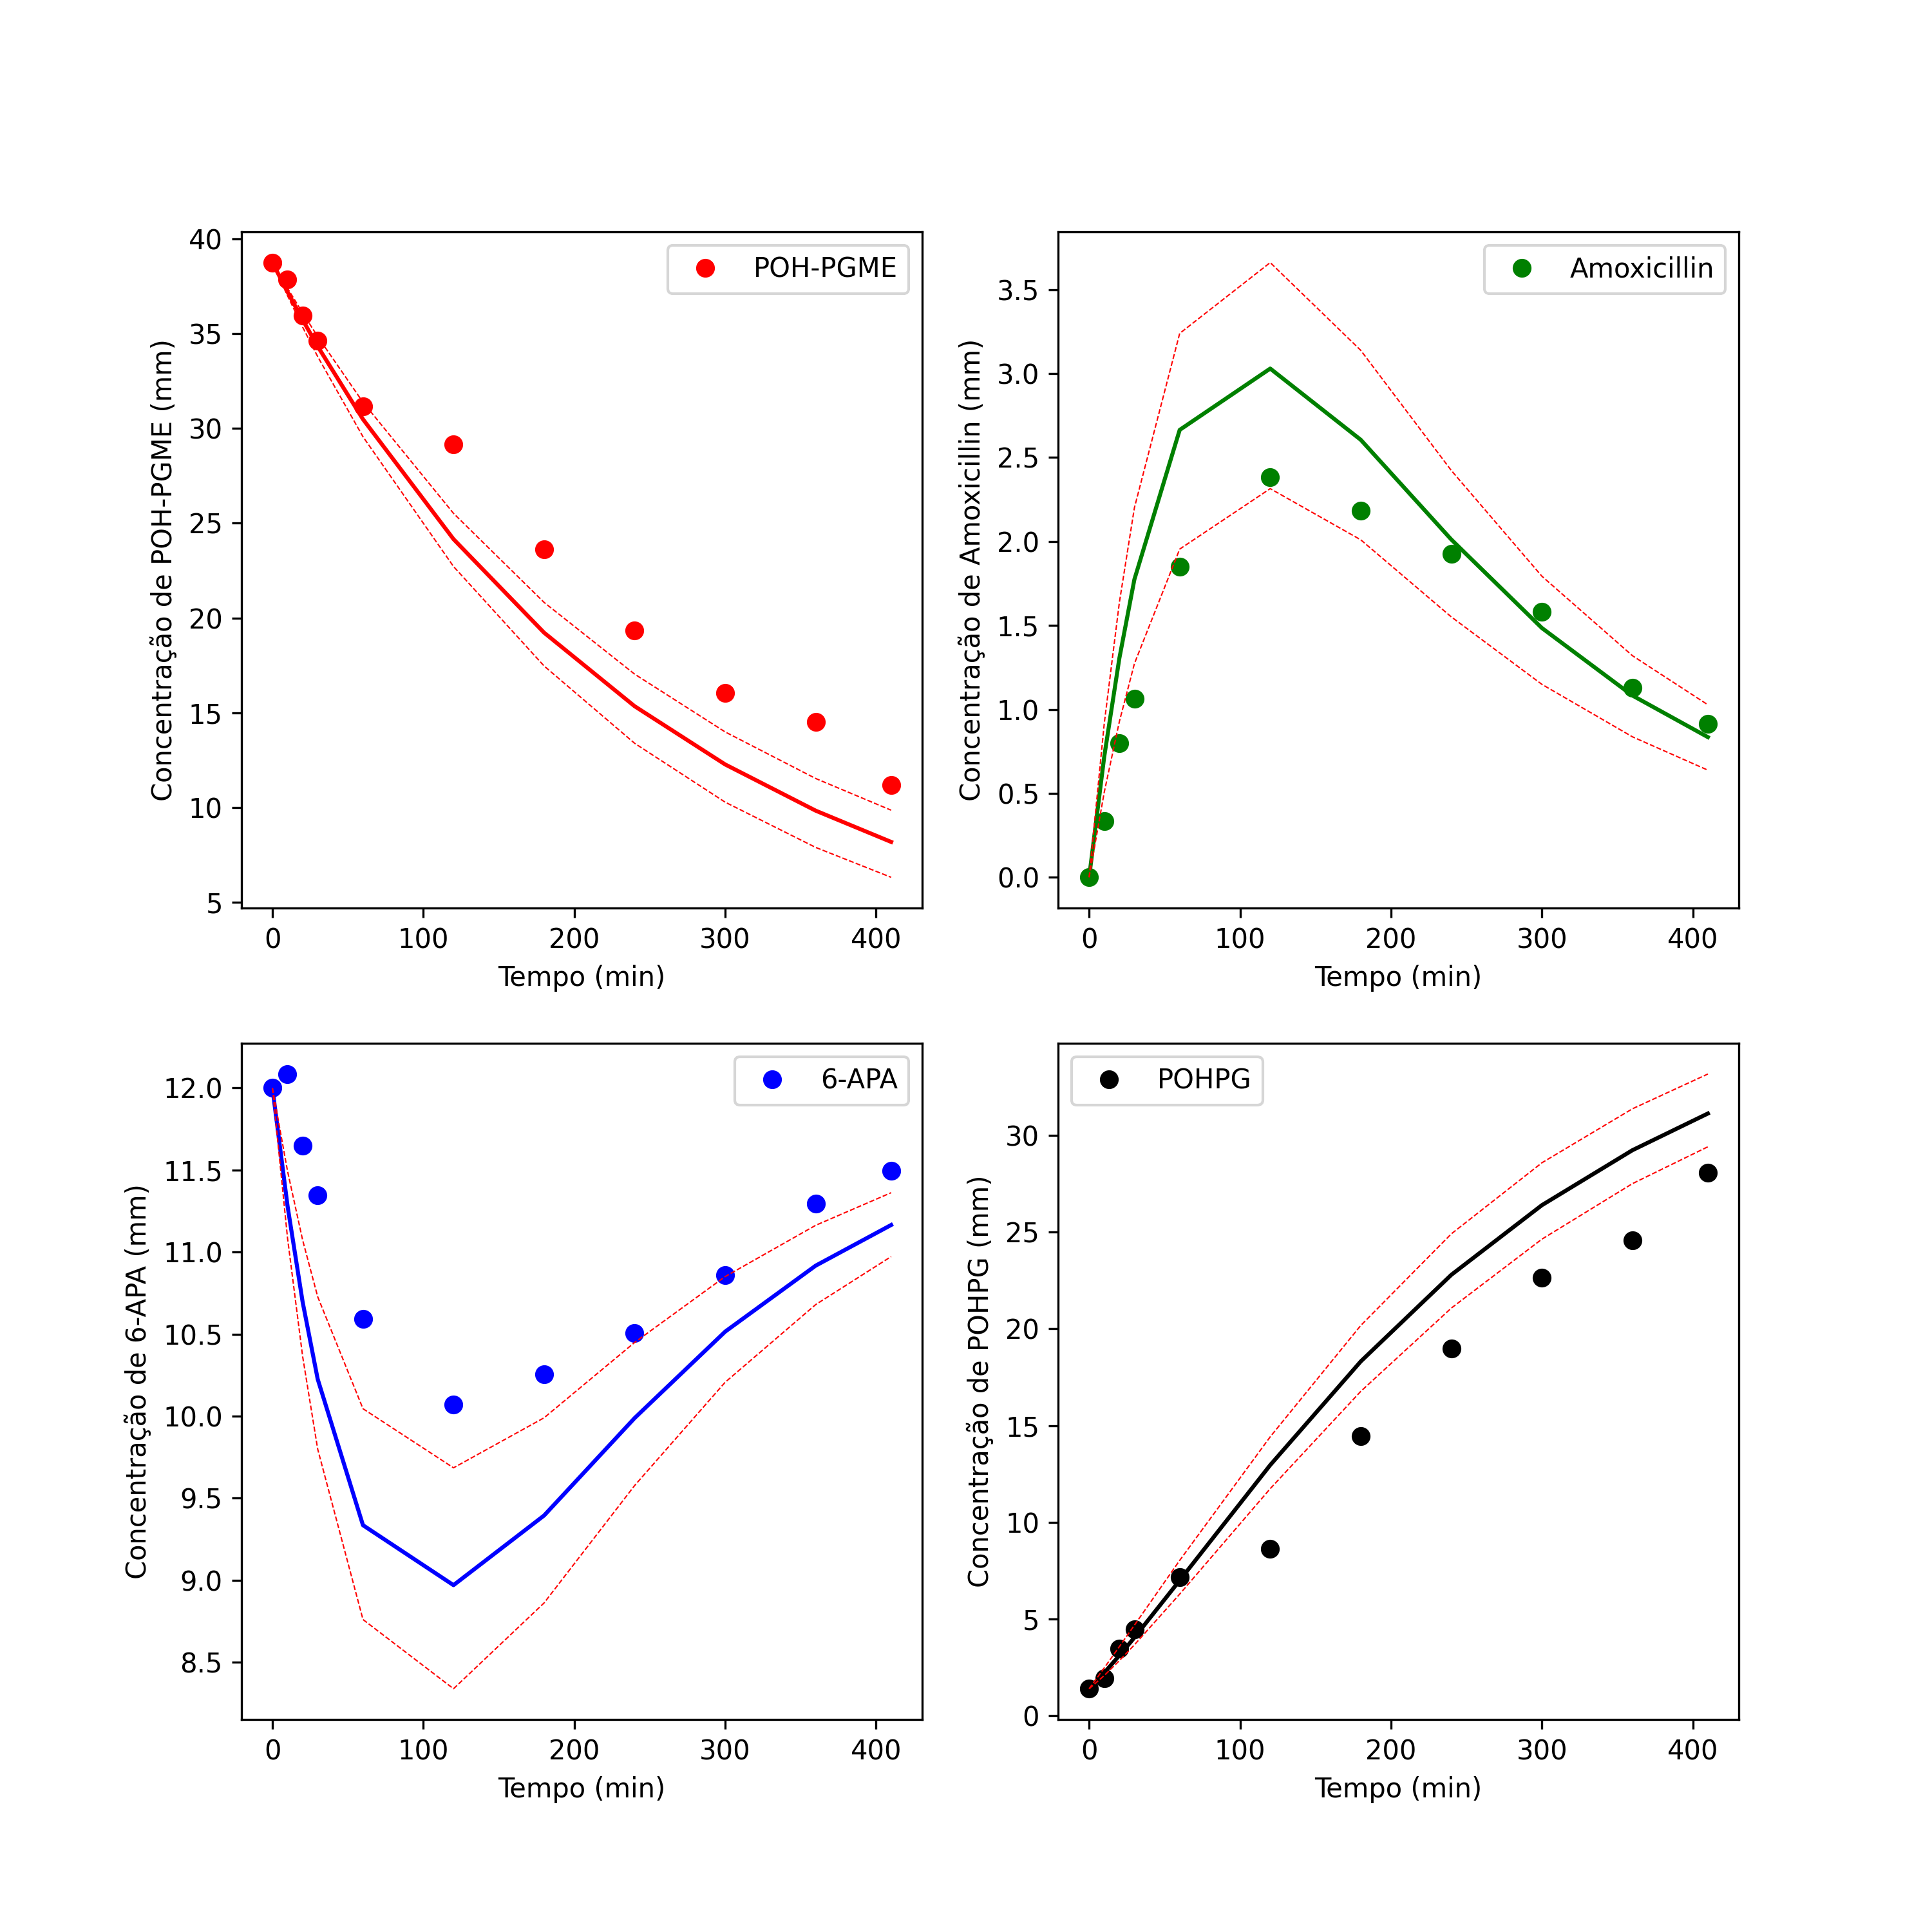 POH-PGME
Concentração de POH-PGME (mm)
40
35
30
25
20
15
10
5
0 100 200 300 400
Tempo (min)
Amoxicillin
Concentração de Amoxicillin (mm)
3.5
3.0
2.5
2.0
1.5
1.0
0.5
0.0
0 100 200 300 400
Tempo (min)
6-APA
Concentração de 6-APA (mm)
12.0
11.5
11.0
10.5
10.0
9.5
9.0
8.5
0 100 200 300 400
Tempo (min)
POHPG
Concentração de POHPG (mm)
30
25
20
15
10
5
0
0 100 200 300 400
Tempo (min)